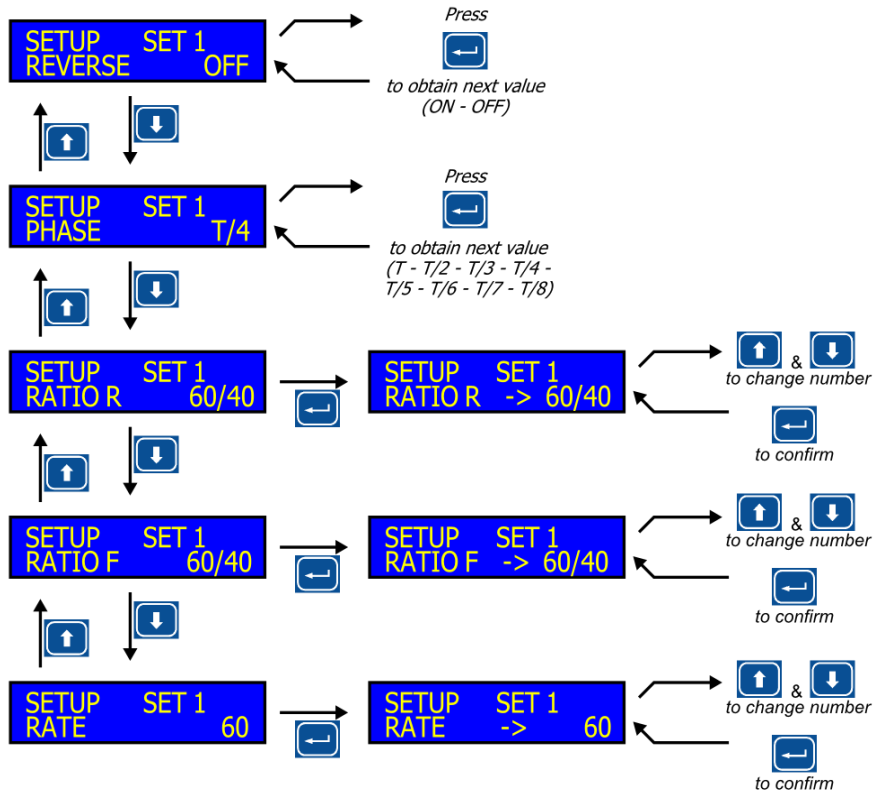 Press
SETUP SET 1
REVERSE OFF
to obtain next value
(ON - OFF)
Press
SETUP SET 1
PHASE T/4
to obtain next value
(T - T/2 - T/3 - T/4 -
T/5 - T/6 - T/7 - T/8)
SETUP SET 1
RATIO R 60/40
SETUP SET 1
RATIO R -> 60/40
&
to change number
to confirm
SETUP SET 1
RATIO F 60/40
SETUP SET 1
RATIO F -> 60/40
&
to change number
to confirm
SETUP SET 1
RATE 60
SETUP SET 1
RATE -> 60
&
to change number
to confirm